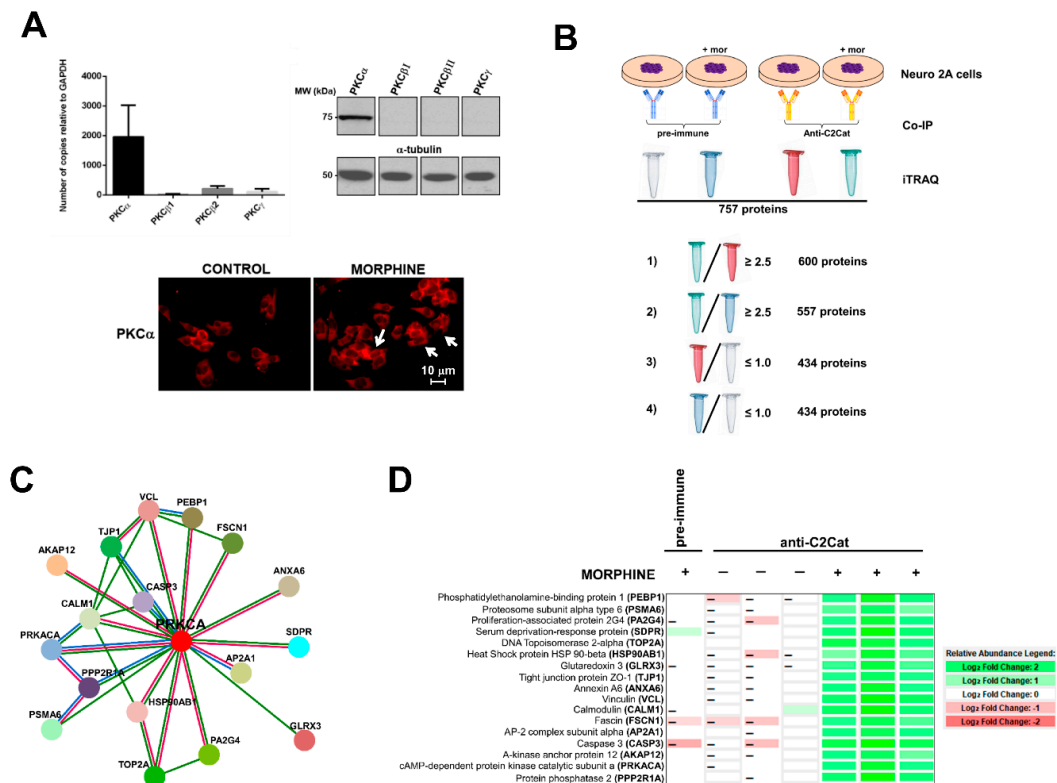 A
Number of copies relative to GAPDH
4000
3000
2000
1000
0
PKCα
PKCβ1
PKCβ2
PKCγ
PKCα
PKCβI
PKCβII
PKCγ
MW (kDa)
75
α-tubulin
50
CONTROL
MORPHINE
PKCα
10 μm
B
+ mor
+ mor
Neuro 2A cells
Co-IP
pre-immune
Anti-C2Cat
iTRAQ
757 proteins
1) ≥ 2.5 600 proteins
2) ≥ 2.5 557 proteins
3) ≤ 1.0 434 proteins
4) ≤ 1.0 434 proteins
C
VCL
PEBP1
TJP1
FSCN1
AKAP12
CASP3
ANXA6
CALM1
PRKCA
PRKACA
SDPR
AP2A1
PPP2R1A
HSP90AB1
PSMA6
GLRX3
PA2G4
TOP2A
D
pre-immune
anti-C2Cat
MORPHINE + − − − + + +
Phosphatidylethanolamine-binding protein 1 (PEBP1) − − −
Proteosome subunit alpha type 6 (PSMA6) − −
Proliferation-associated protein 2G4 (PA2G4) − − −
Serum deprivation-response protein (SDPR) − −
DNA Topoisomerase 2-alpha (TOP2A) −
Heat Shock protein HSP 90-beta (HSP90AB1) − − −
Glutaredoxin 3 (GLRX3) − − − −
Tight junction protein ZO-1 (TJP1) − −
Annexin A6 (ANXA6) − −
Vinculin (VCL) − −
Calmodulin (CALM1) −
Fascin (FSCN1) − − −
AP-2 complex subunit alpha (AP2A1) −
Caspase 3 (CASP3) − − −
A-kinase anchor protein 12 (AKAP12) − −
cAMP-dependent protein kinase catalytic subunit a (PRKACA) −
Protein phosphatase 2 (PPP2R1A) −
Relative Abundance Legend:
Log₂ Fold Change: 2
Log₂ Fold Change: 1
Log₂ Fold Change: 0
Log₂ Fold Change: -1
Log₂ Fold Change: -2